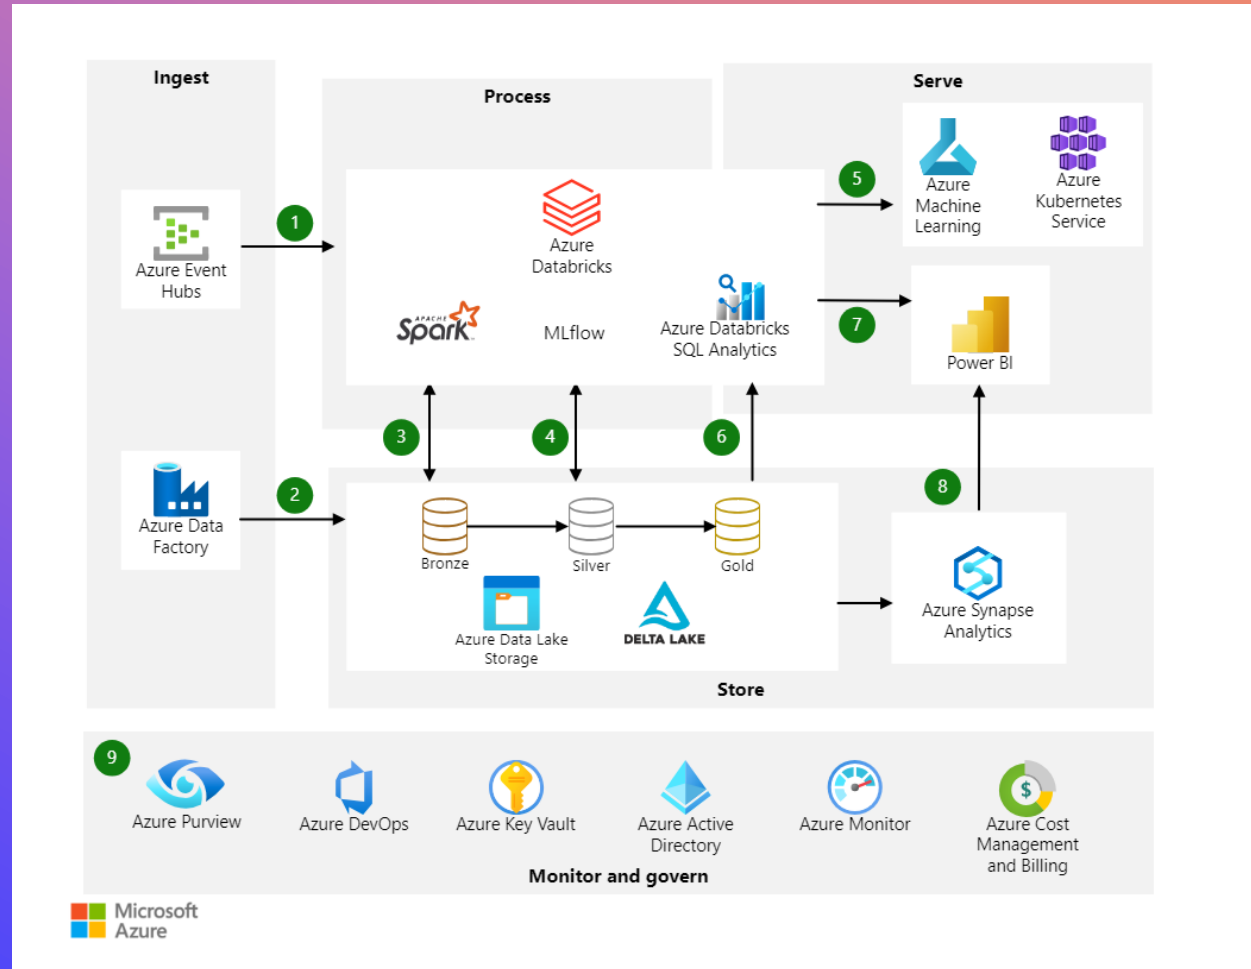 Ingest
Process
Serve
1
Azure Event
Hubs
Azure
Databricks
APACHE
Spark™
MLflow
Azure Databricks
SQL Analytics
5
Azure
Machine
Learning
Azure
Kubernetes
Service
7
Power BI
3
4
6
2
Azure Data
Factory
Bronze
Silver
Gold
Azure Data Lake
Storage
DELTA LAKE
8
Azure Synapse
Analytics
Store
9
Azure Purview
Azure DevOps
Azure Key Vault
Azure Active
Directory
Azure Monitor
$
Azure Cost
Management
and Billing
Monitor and govern
Microsoft
Azure